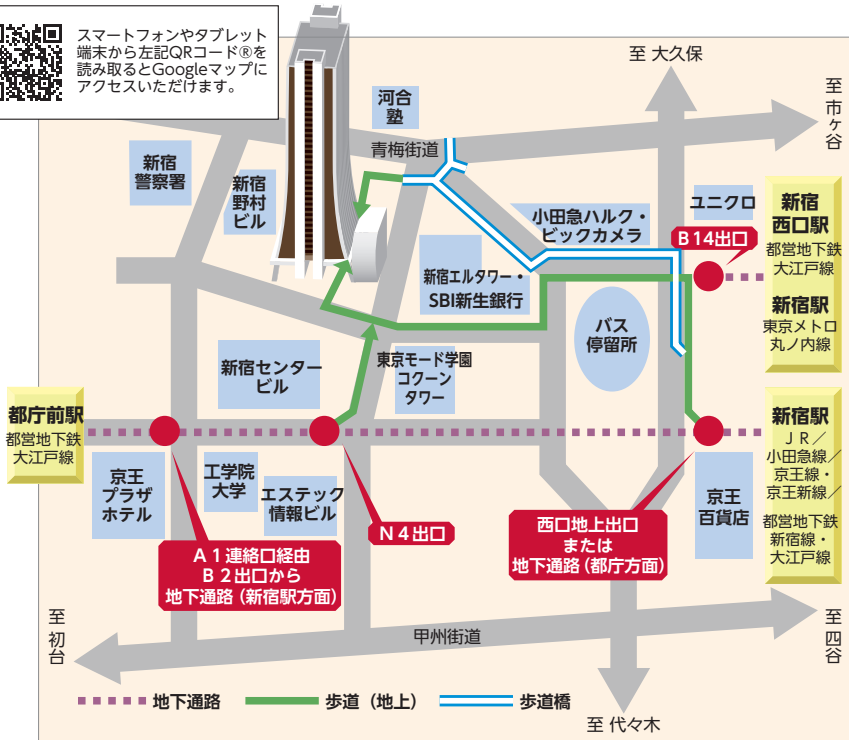 スマートフォンやタブレット
端末から左記QRコード®を
読み取るとGoogleマップに
アクセスいただけます。
至 大久保
至市ヶ谷
河合
塾
青梅街道
新宿
警察署
新宿
野村
ビル
小田急ハルク・
ビックカメラ
ユニクロ
B14出口
新宿
西口駅
都営地下鉄
大江戸線
新宿駅
東京メトロ
丸ノ内線
新宿エルタワー・
SBI新生銀行
バス
停留所
新宿センター
ビル
東京モード学園
コクーン
タワー
都庁前駅
都営地下鉄
大江戸線
新宿駅
JR／
小田急線／
京王線・
京王新線／
都営地下鉄
新宿線・
大江戸線
京王
プラザ
ホテル
工学院
大学
エステック
情報ビル
京王
百貨店
N4出口
西口地上出口
または
地下通路（都庁方面）
A1連絡口経由
B2出口から
地下通路（新宿駅方面）
至初台
甲州街道
至四谷
地下通路
歩道（地上）
歩道橋
至 代々木